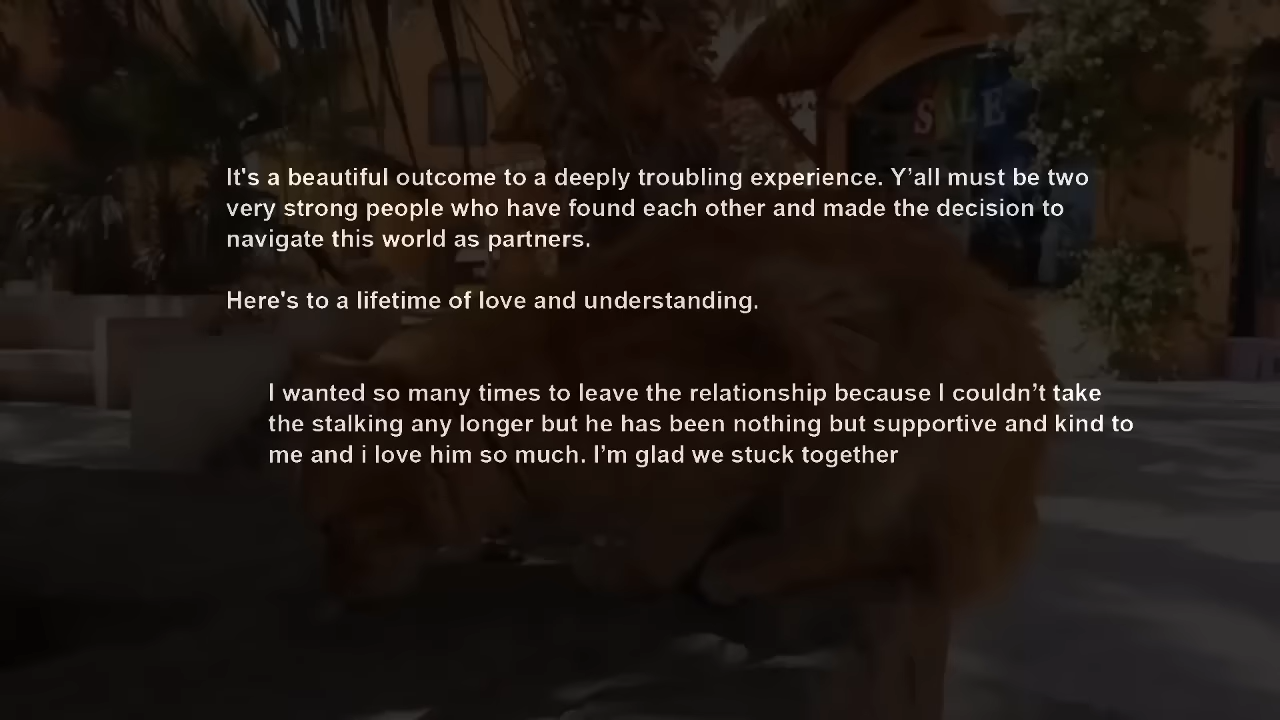 SALE
It's a beautiful outcome to a deeply troubling experience. Y’all must be two
very strong people who have found each other and made the decision to
navigate this world as partners.
Here's to a lifetime of love and understanding.
I wanted so many times to leave the relationship because I couldn’t take
the stalking any longer but he has been nothing but supportive and kind to
me and i love him so much. I’m glad we stuck together